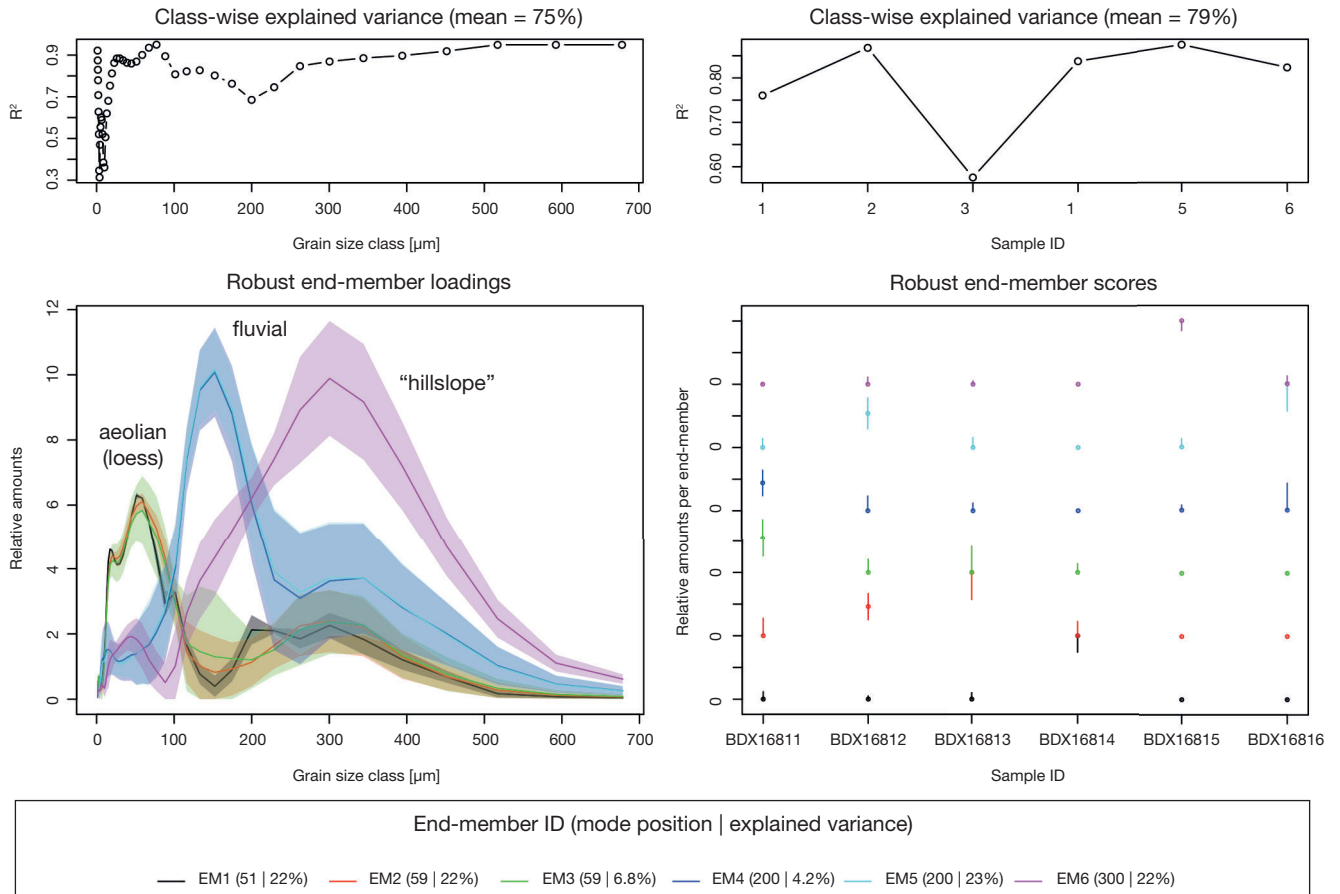 Class-wise explained variance (mean = 75%)
R²
0.3 0.5 0.7 0.9
0 100 200 300 400 500 600 700
Grain size class [µm]
Class-wise explained variance (mean = 79%)
R²
0.60 0.70 0.80
1 2 3 1 5 6
Sample ID
Robust end-member loadings
Relative amounts
0 2 4 6 8 10 12
aeolian
(loess)
fluvial
“hillslope”
0 100 200 300 400 500 600 700
Grain size class [µm]
Robust end-member scores
Relative amounts per end-member
0 0 0 0 0 0
BDX16811 BDX16812 BDX16813 BDX16814 BDX16815 BDX16816
Sample ID
End-member ID (mode position | explained variance)
EM1 (51 | 22%) EM2 (59 | 22%) EM3 (59 | 6.8%) EM4 (200 | 4.2%) EM5 (200 | 23%) EM6 (300 | 22%)